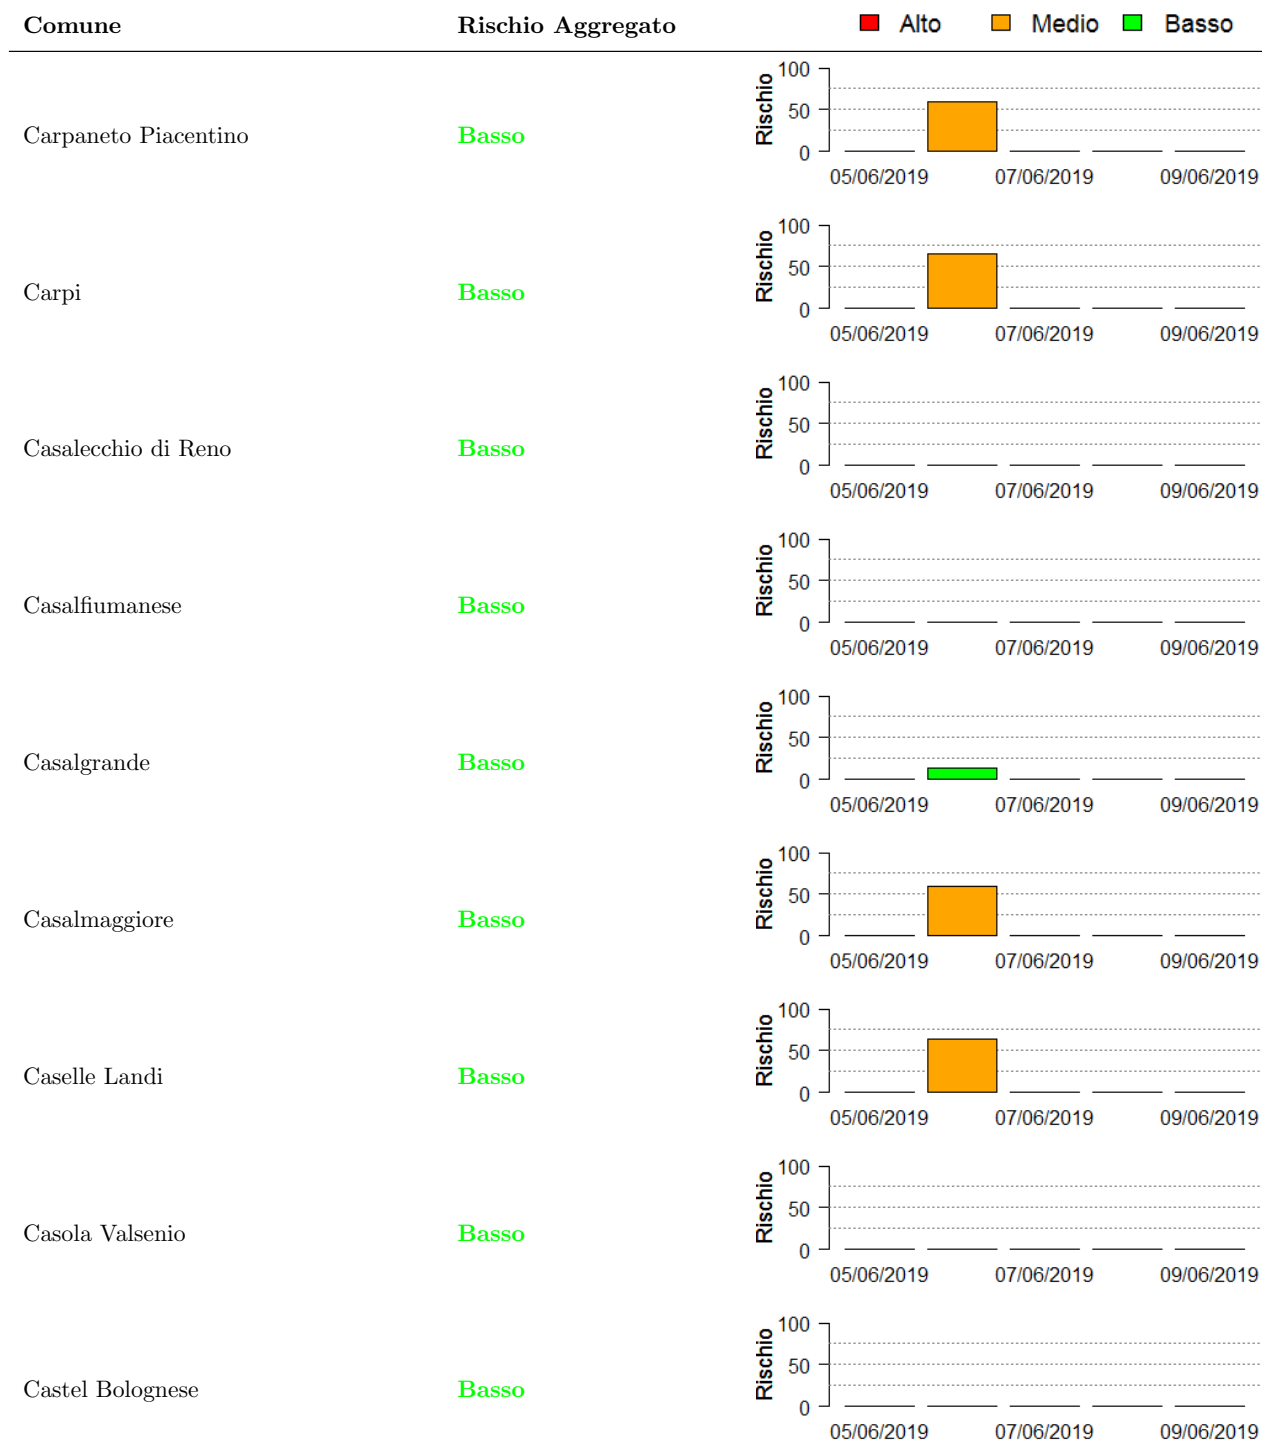 Comune Rischio Aggregato Alto Medio Basso
Carpaneto Piacentino Basso
Rischio
100
50
0
05/06/2019 07/06/2019 09/06/2019
Carpi Basso
Rischio
100
50
0
05/06/2019 07/06/2019 09/06/2019
Casalecchio di Reno Basso
Rischio
100
50
0
05/06/2019 07/06/2019 09/06/2019
Casalfiumanese Basso
Rischio
100
50
0
05/06/2019 07/06/2019 09/06/2019
Casalgrande Basso
Rischio
100
50
0
05/06/2019 07/06/2019 09/06/2019
Casalmaggiore Basso
Rischio
100
50
0
05/06/2019 07/06/2019 09/06/2019
Caselle Landi Basso
Rischio
100
50
0
05/06/2019 07/06/2019 09/06/2019
Casola Valsenio Basso
Rischio
100
50
0
05/06/2019 07/06/2019 09/06/2019
Castel Bolognese Basso
Rischio
100
50
0
05/06/2019 07/06/2019 09/06/2019